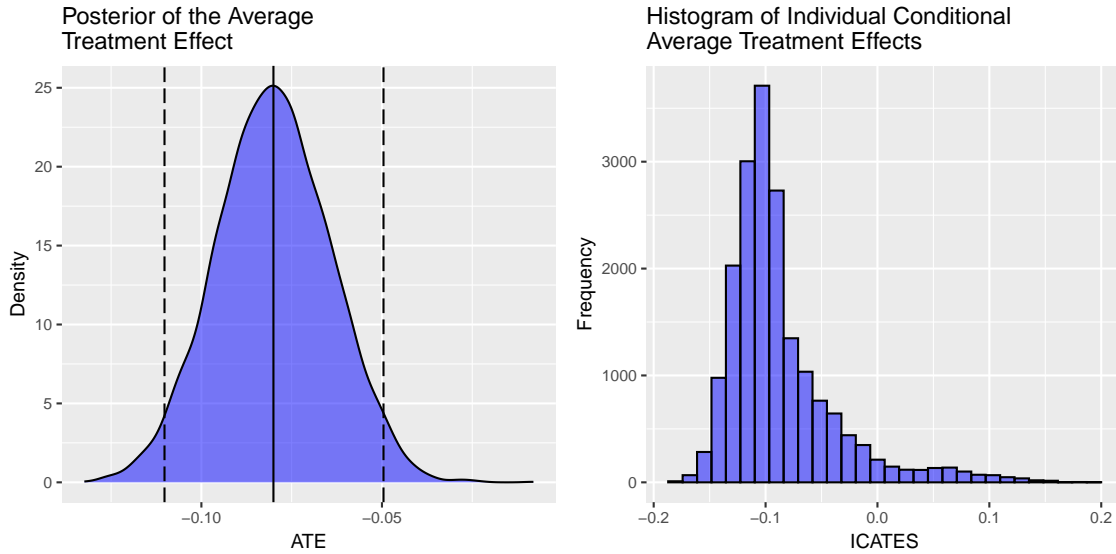 Posterior of the Average
Treatment Effect
25
20
15
10
5
0
Density
−0.10
−0.05
ATE
Histogram of Individual Conditional
Average Treatment Effects
3000
2000
1000
0
Frequency
−0.2
−0.1
0.0
0.1
0.2
ICATES